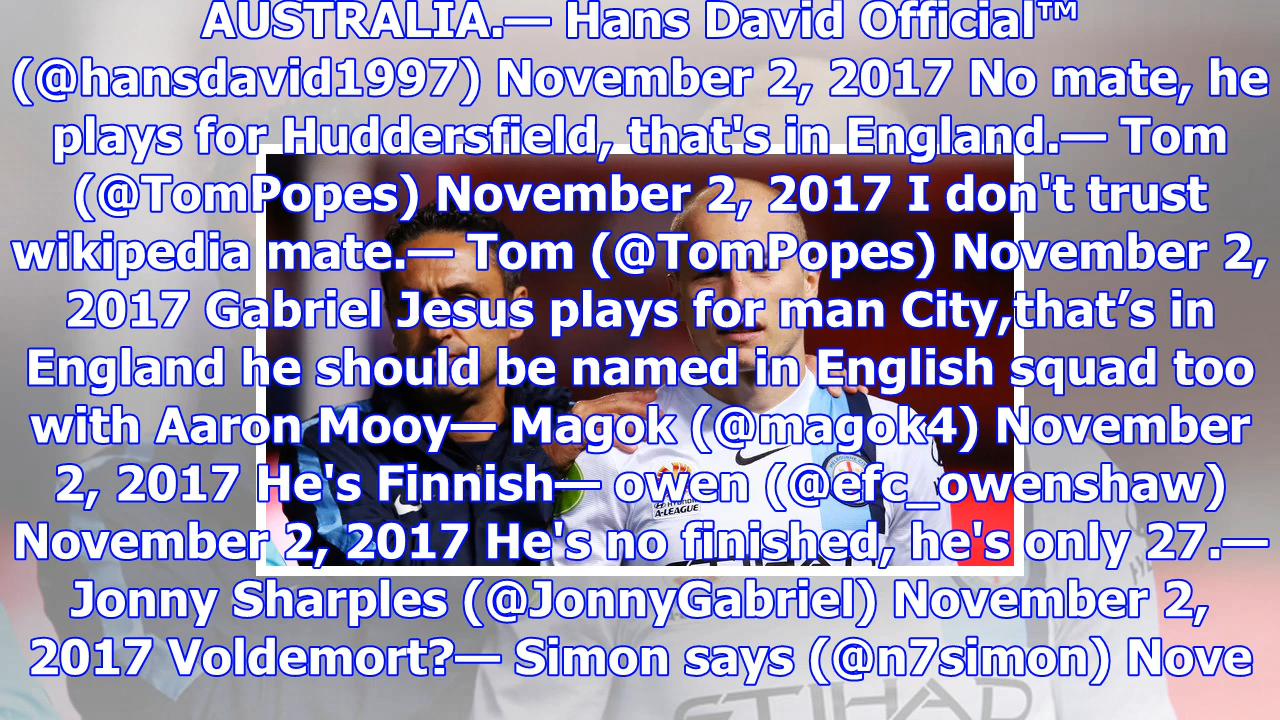 AUSTRALIA.— Hans David Official™
(@hansdavid1997) November 2, 2017 No mate, he
plays for Huddersfield, that's in England.— Tom
(@TomPopes) November 2, 2017 I don't trust
wikipedia mate.— Tom (@TomPopes) November 2,
2017 Gabriel Jesus plays for man City,that’s in
England he should be named in English squad too
with Aaron Mooy— Magok (@magok4) November
2, 2017 He's Finnish— owen (@efc_owenshaw)
November 2, 2017 He's no finished, he's only 27.—
Jonny Sharples (@JonnyGabriel) November 2,
2017 Voldemort?— Simon says (@n7simon) Nove
HYUNDAI
A-LEAGUE
ETIHAD
ETIHAD